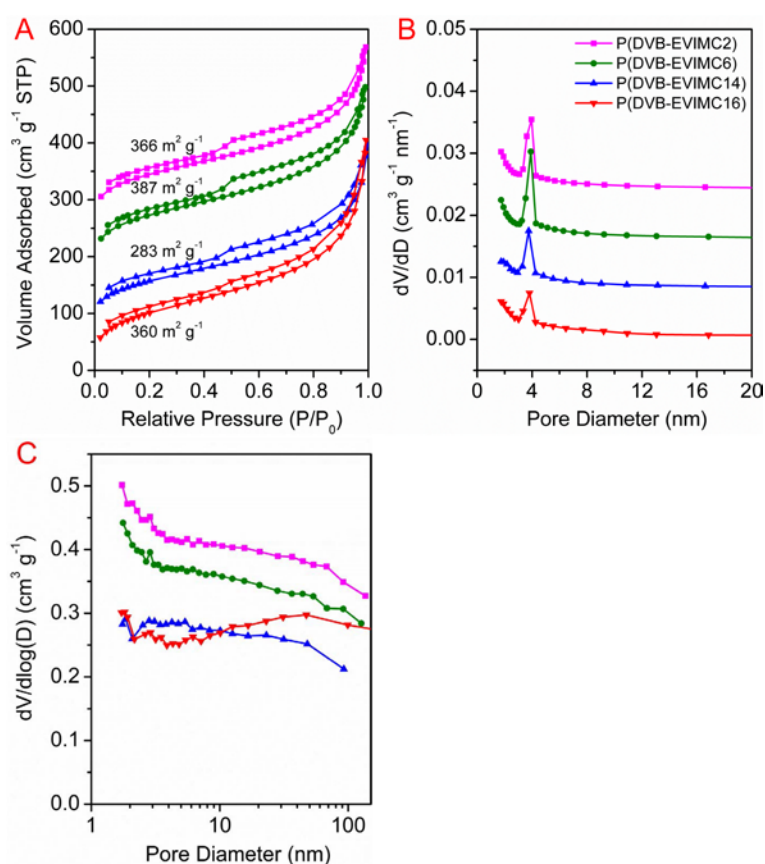 A
600
500
400
300
200
100
0
Volume Adsorbed (cm³ g⁻¹ STP)
366 m² g⁻¹
387 m² g⁻¹
283 m² g⁻¹
360 m² g⁻¹
0.0 0.2 0.4 0.6 0.8 1.0
Relative Pressure (P/P₀)
B
0.05
0.04
0.03
0.02
0.01
0.00
dV/dD (cm³ g⁻¹ nm⁻¹)
P(DVB-EVIMC2)
P(DVB-EVIMC6)
P(DVB-EVIMC14)
P(DVB-EVIMC16)
0 4 8 12 16 20
Pore Diameter (nm)
C
0.5
0.4
0.3
0.2
0.1
0.0
dV/dlog(D) (cm³ g⁻¹)
1 10 100
Pore Diameter (nm)